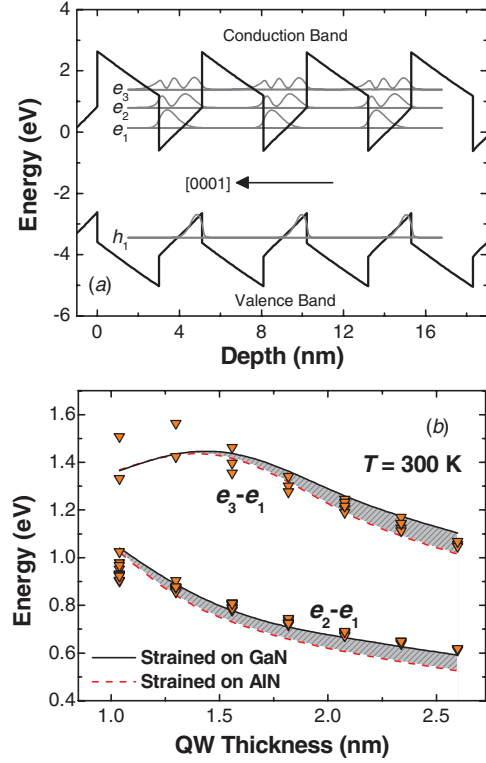 (a)
Conduction Band
e3
e2
e1
[0001]
h1
Valence Band
Energy (eV)
4
2
0
-2
-4
-6
0 4 8 12 16
Depth (nm)
(b)
T = 300 K
e3-e1
e2-e1
Strained on GaN
Strained on AlN
Energy (eV)
1.6
1.4
1.2
1.0
0.8
0.6
0.4
1.0 1.5 2.0 2.5
QW Thickness (nm)